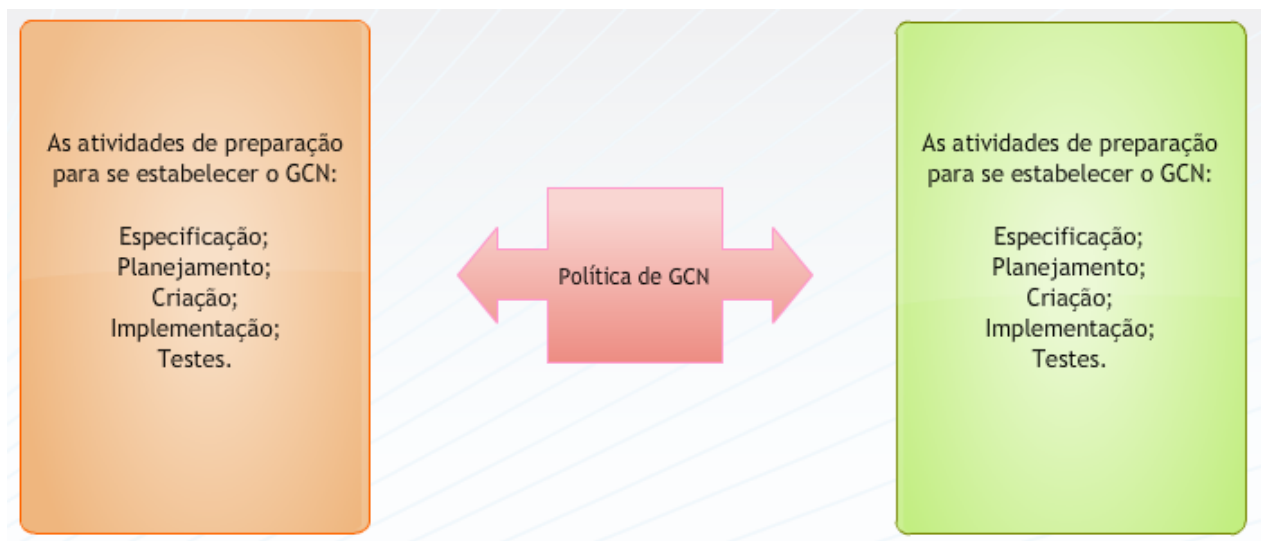 As atividades de preparação
para se estabelecer o GCN:
Especificação;
Planejamento;
Criação;
Implementação;
Testes.
Política de GCN
As atividades de preparação
para se estabelecer o GCN:
Especificação;
Planejamento;
Criação;
Implementação;
Testes.